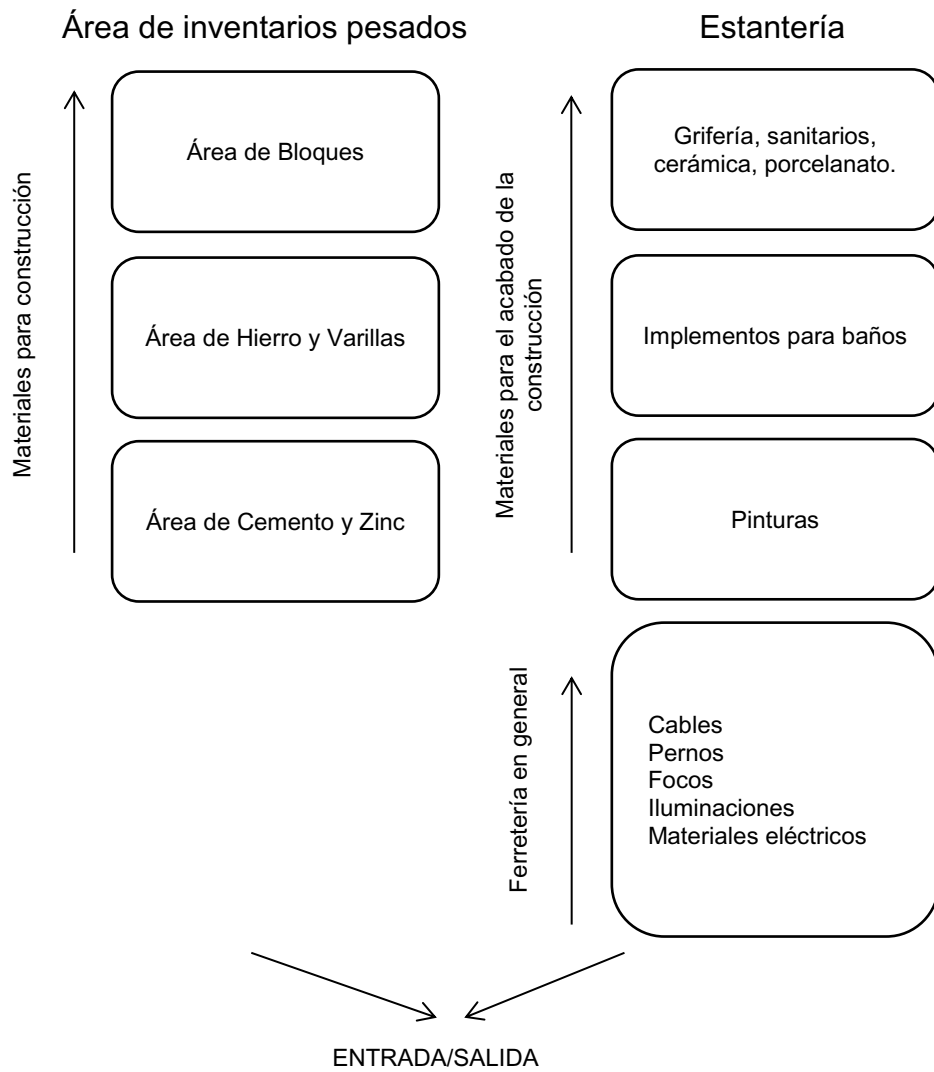 Área de inventarios pesados
Materiales para construcción
Área de Bloques
Área de Hierro y Varillas
Área de Cemento y Zinc
Estantería
Materiales para el acabado de la
construcción
Grifería, sanitarios,
cerámica, porcelanato.
Implementos para baños
Pinturas
Ferretería en general
Cables
Pernos
Focos
Iluminaciones
Materiales eléctricos
ENTRADA/SALIDA